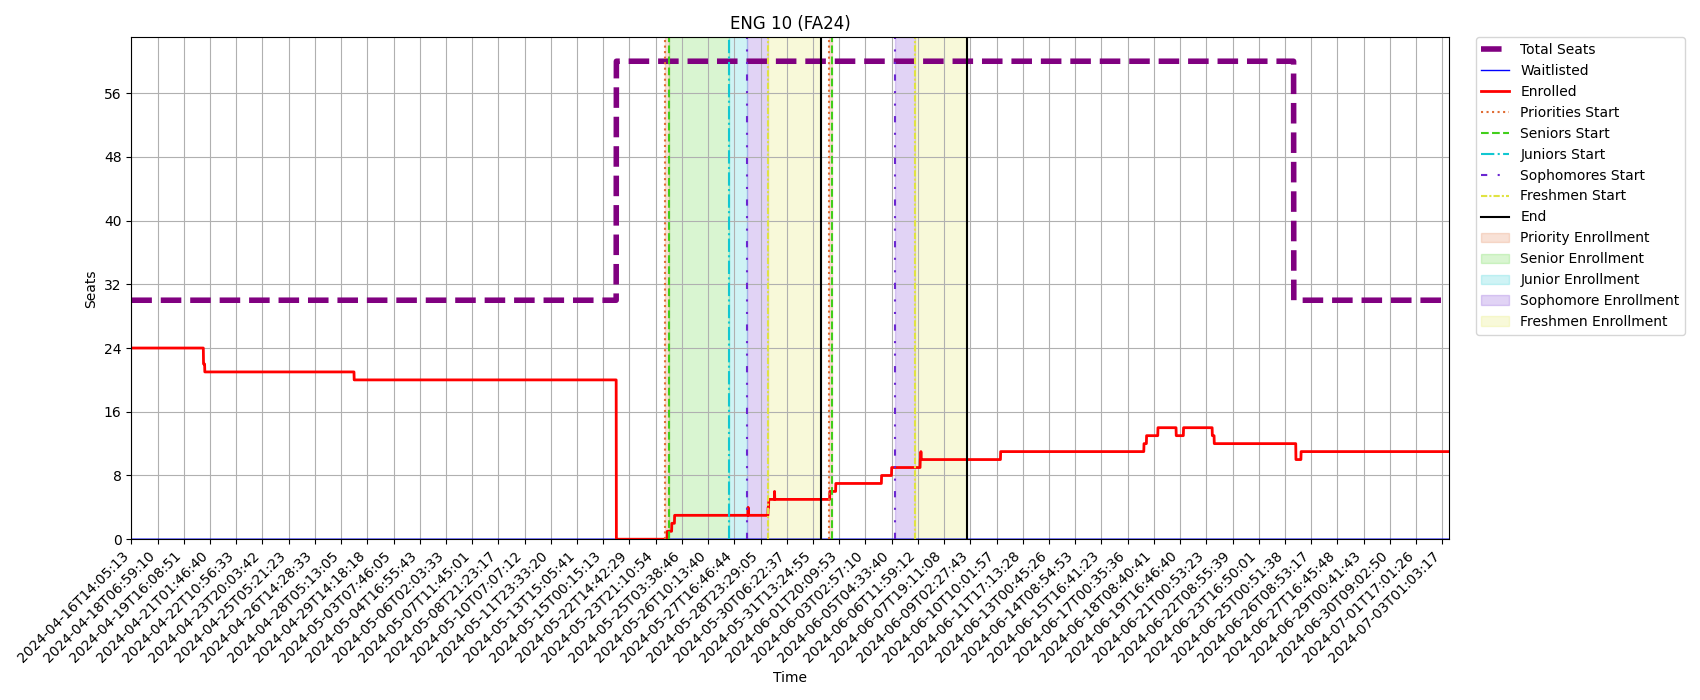 ENG 10 (FA24)
Seats
56
48
40
32
24
16
8
0
Total Seats
Waitlisted
Enrolled
Priorities Start
Seniors Start
Juniors Start
Sophomores Start
Freshmen Start
End
Priority Enrollment
Senior Enrollment
Junior Enrollment
Sophomore Enrollment
Freshmen Enrollment
2024-04-16T14:05:13
2024-04-18T06:59:10
2024-04-19T16:08:51
2024-04-21T01:46:40
2024-04-22T10:56:33
2024-04-23T20:03:42
2024-04-25T05:21:23
2024-04-26T14:28:33
2024-04-28T05:13:05
2024-04-29T14:18:18
2024-05-03T07:46:05
2024-05-04T16:55:43
2024-05-06T02:03:33
2024-05-07T11:45:01
2024-05-08T21:23:17
2024-05-10T07:07:12
2024-05-11T23:33:20
2024-05-13T15:05:41
2024-05-15T00:15:13
2024-05-22T14:42:29
2024-05-23T21:10:54
2024-05-25T03:38:46
2024-05-26T10:13:40
2024-05-27T16:46:44
2024-05-28T23:29:05
2024-05-30T06:22:37
2024-05-31T13:24:55
2024-06-01T20:09:53
2024-06-03T02:57:10
2024-06-05T04:33:40
2024-06-06T11:59:12
2024-06-07T19:11:08
2024-06-09T02:27:43
2024-06-10T10:01:57
2024-06-11T17:13:28
2024-06-13T00:45:26
2024-06-14T08:54:53
2024-06-15T16:41:23
2024-06-17T00:35:36
2024-06-18T08:40:41
2024-06-19T16:46:40
2024-06-21T00:53:23
2024-06-22T08:55:39
2024-06-23T16:50:01
2024-06-25T00:51:38
2024-06-26T08:53:17
2024-06-27T16:45:48
2024-06-29T00:41:43
2024-06-30T09:02:50
2024-07-01T17:01:26
2024-07-03T01:03:17
Time